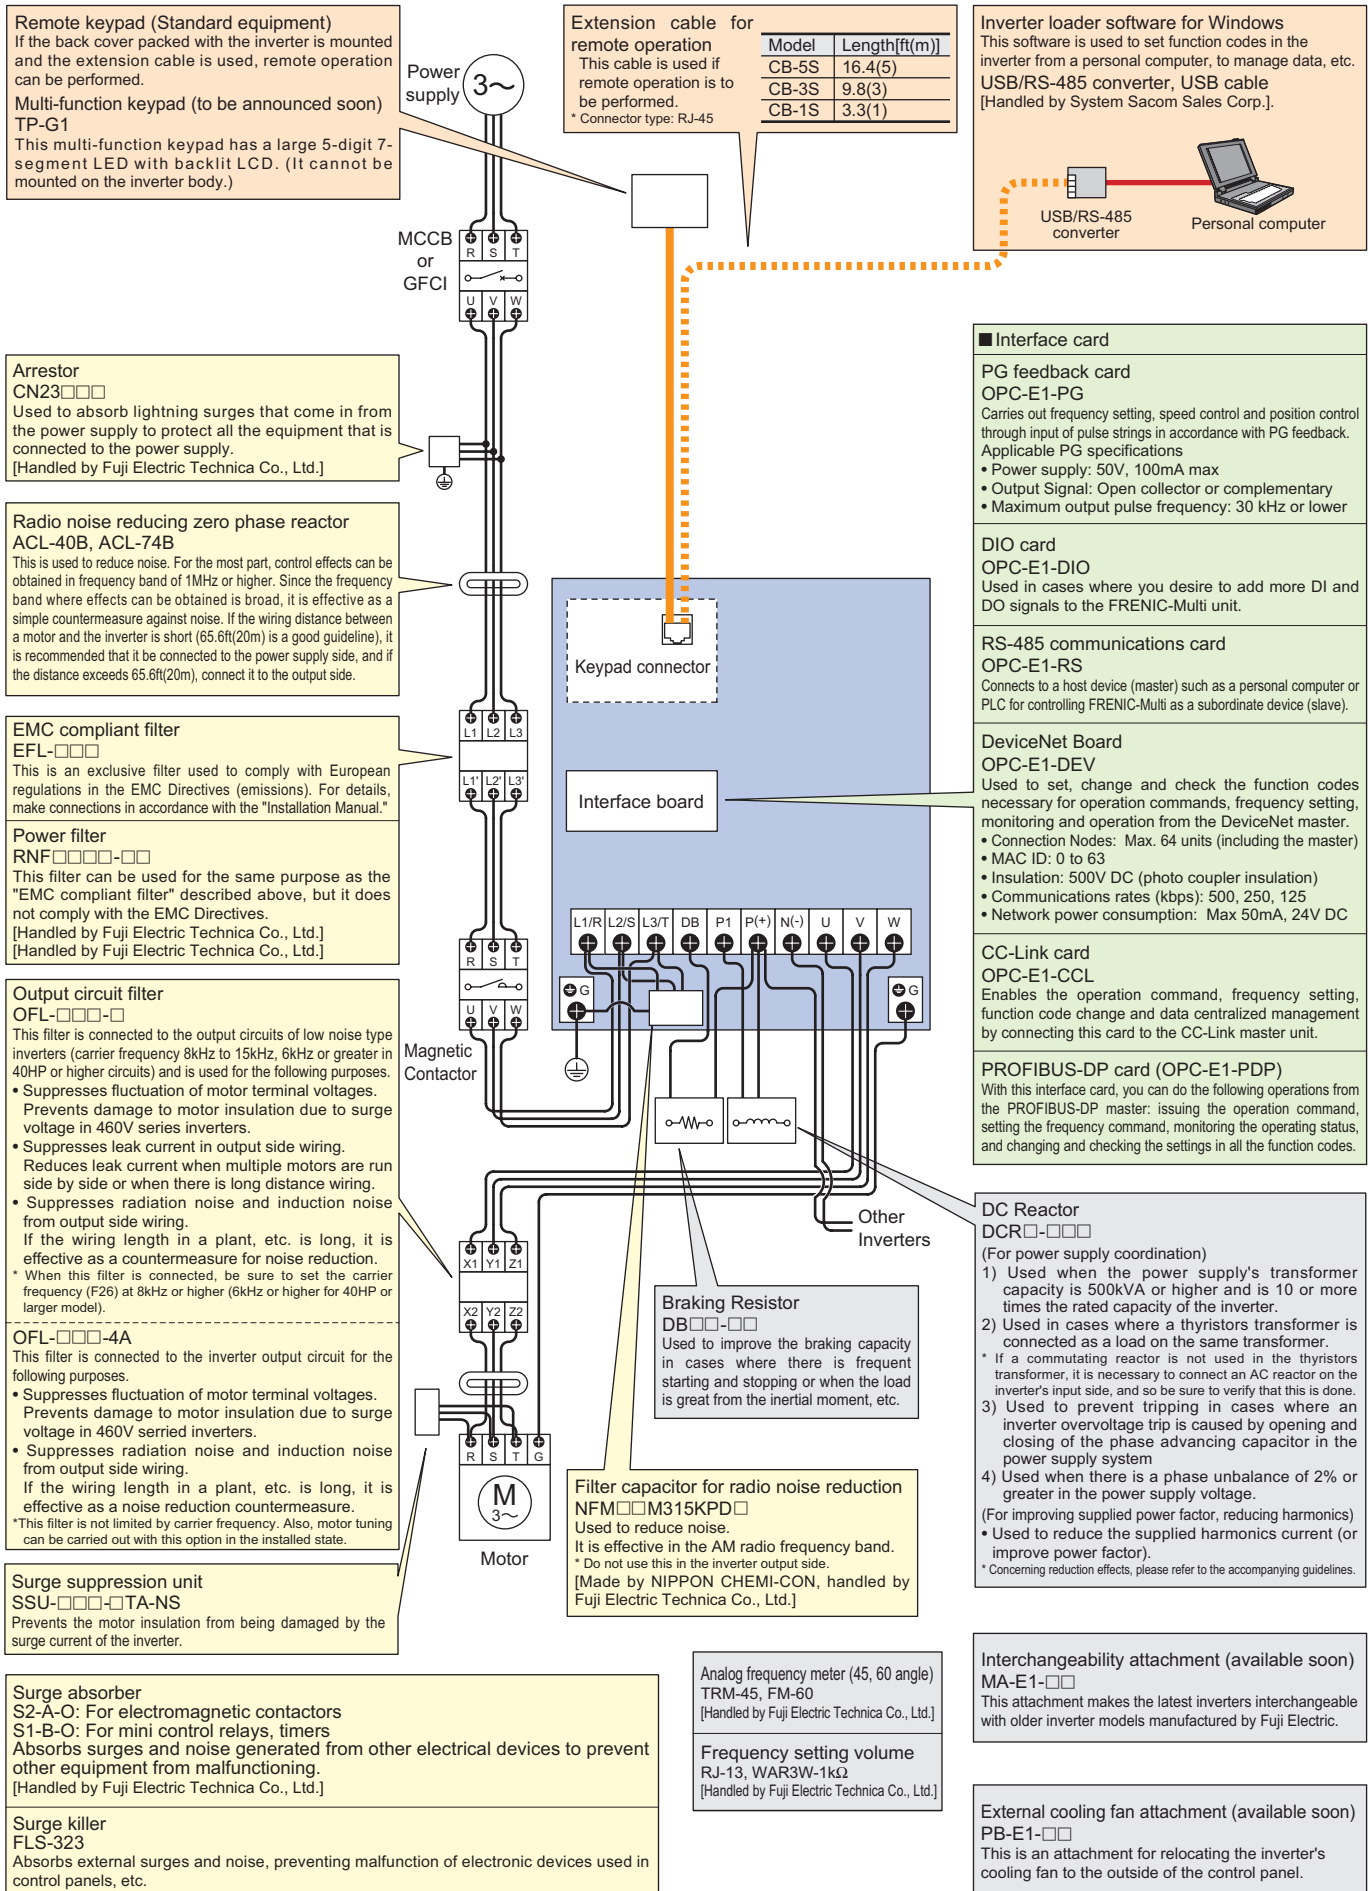 Remote keypad (Standard equipment)
If the back cover packed with the inverter is mounted
and the extension cable is used, remote operation
can be performed.
Multi-function keypad (to be announced soon)
TP-G1
This multi-function keypad has a large 5-digit 7-
segment LED with backlit LCD. (It cannot be
mounted on the inverter body.)
Power
supply
3～
Extension cable for
remote operation
This cable is used if
remote operation is to
be performed.
* Connector type: RJ-45
Model Length[ft(m)]
CB-5S 16.4(5)
CB-3S 9.8(3)
CB-1S 3.3(1)
Inverter loader software for Windows
This software is used to set function codes in the
inverter from a personal computer, to manage data, etc.
USB/RS-485 converter, USB cable
[Handled by System Sacom Sales Corp.].
USB/RS-485
converter
Personal computer
MCCB
or
GFCI
R S T
U V W
Arrestor
CN23□□□
Used to absorb lightning surges that come in from
the power supply to protect all the equipment that is
connected to the power supply.
[Handled by Fuji Electric Technica Co., Ltd.]
Radio noise reducing zero phase reactor
ACL-40B, ACL-74B
This is used to reduce noise. For the most part, control effects can be
obtained in frequency band of 1MHz or higher. Since the frequency
band where effects can be obtained is broad, it is effective as a
simple countermeasure against noise. If the wiring distance between
a motor and the inverter is short (65.6ft(20m) is a good guideline), it
is recommended that it be connected to the power supply side, and if
the distance exceeds 65.6ft(20m), connect it to the output side.
EMC compliant filter
EFL-□□□
This is an exclusive filter used to comply with European
regulations in the EMC Directives (emissions). For details,
make connections in accordance with the "Installation Manual."
Power filter
RNF□□□□-□□
This filter can be used for the same purpose as the
"EMC compliant filter" described above, but it does
not comply with the EMC Directives.
[Handled by Fuji Electric Technica Co., Ltd.]
[Handled by Fuji Electric Technica Co., Ltd.]
L1 L2 L3
L1' L2' L3'
R S T
U V W
Magnetic
Contactor
Keypad connector
Interface board
L1/R L2/S L3/T DB P1 P(+) N(-) U V W
G
G
Output circuit filter
OFL-□□□-□
This filter is connected to the output circuits of low noise type
inverters (carrier frequency 8kHz to 15kHz, 6kHz or greater in
40HP or higher circuits) and is used for the following purposes.
• Suppresses fluctuation of motor terminal voltages.
Prevents damage to motor insulation due to surge
voltage in 460V series inverters.
• Suppresses leak current in output side wiring.
Reduces leak current when multiple motors are run
side by side or when there is long distance wiring.
• Suppresses radiation noise and induction noise
from output side wiring.
If the wiring length in a plant, etc. is long, it is
effective as a countermeasure for noise reduction.
* When this filter is connected, be sure to set the carrier
frequency (F26) at 8kHz or higher (6kHz or higher for 40HP or
larger model).
OFL-□□□-4A
This filter is connected to the inverter output circuit for the
following purposes.
• Suppresses fluctuation of motor terminal voltages.
Prevents damage to motor insulation due to surge
voltage in 460V serried inverters.
• Suppresses radiation noise and induction noise
from output side wiring.
If the wiring length in a plant, etc. is long, it is
effective as a noise reduction countermeasure.
*This filter is not limited by carrier frequency. Also, motor tuning
can be carried out with this option in the installed state.
Surge suppression unit
SSU-□□□-□TA-NS
Prevents the motor insulation from being damaged by the
surge current of the inverter.
X1 Y1 Z1
X2 Y2 Z2
R S T G
M
3～
Motor
Other
Inverters
Braking Resistor
DB□□-□□
Used to improve the braking capacity
in cases where there is frequent
starting and stopping or when the load
is great from the inertial moment, etc.
Filter capacitor for radio noise reduction
NFM□□M315KPD□
Used to reduce noise.
It is effective in the AM radio frequency band.
* Do not use this in the inverter output side.
[Made by NIPPON CHEMI-CON, handled by
Fuji Electric Technica Co., Ltd.]
■Interface card
PG feedback card
OPC-E1-PG
Carries out frequency setting, speed control and position control
through input of pulse strings in accordance with PG feedback.
Applicable PG specifications
• Power supply: 50V, 100mA max
• Output Signal: Open collector or complementary
• Maximum output pulse frequency: 30 kHz or lower
DIO card
OPC-E1-DIO
Used in cases where you desire to add more DI and
DO signals to the FRENIC-Multi unit.
RS-485 communications card
OPC-E1-RS
Connects to a host device (master) such as a personal computer or
PLC for controlling FRENIC-Multi as a subordinate device (slave).
DeviceNet Board
OPC-E1-DEV
Used to set, change and check the function codes
necessary for operation commands, frequency setting,
monitoring and operation from the DeviceNet master.
• Connection Nodes: Max. 64 units (including the master)
• MAC ID: 0 to 63
• Insulation: 500V DC (photo coupler insulation)
• Communications rates (kbps): 500, 250, 125
• Network power consumption: Max 50mA, 24V DC
CC-Link card
OPC-E1-CCL
Enables the operation command, frequency setting,
function code change and data centralized management
by connecting this card to the CC-Link master unit.
PROFIBUS-DP card (OPC-E1-PDP)
With this interface card, you can do the following operations from
the PROFIBUS-DP master: issuing the operation command,
setting the frequency command, monitoring the operating status,
and changing and checking the settings in all the function codes.
DC Reactor
DCR□-□□□
(For power supply coordination)
1) Used when the power supply's transformer
capacity is 500kVA or higher and is 10 or more
times the rated capacity of the inverter.
2) Used in cases where a thyristors transformer is
connected as a load on the same transformer.
* If a commutating reactor is not used in the thyristors
transformer, it is necessary to connect an AC reactor on the
inverter's input side, and so be sure to verify that this is done.
3) Used to prevent tripping in cases where an
inverter overvoltage trip is caused by opening and
closing of the phase advancing capacitor in the
power supply system
4) Used when there is a phase unbalance of 2% or
greater in the power supply voltage.
(For improving supplied power factor, reducing harmonics)
• Used to reduce the supplied harmonics current (or
improve power factor).
* Concerning reduction effects, please refer to the accompanying guidelines.
Surge absorber
S2-A-O: For electromagnetic contactors
S1-B-O: For mini control relays, timers
Absorbs surges and noise generated from other electrical devices to prevent
other equipment from malfunctioning.
[Handled by Fuji Electric Technica Co., Ltd.]
Surge killer
FLS-323
Absorbs external surges and noise, preventing malfunction of electronic devices used in
control panels, etc.
Analog frequency meter (45, 60 angle)
TRM-45, FM-60
[Handled by Fuji Electric Technica Co., Ltd.]
Frequency setting volume
RJ-13, WAR3W-1kΩ
[Handled by Fuji Electric Technica Co., Ltd.]
Interchangeability attachment (available soon)
MA-E1-□□
This attachment makes the latest inverters interchangeable
with older inverter models manufactured by Fuji Electric.
External cooling fan attachment (available soon)
PB-E1-□□
This is an attachment for relocating the inverter's
cooling fan to the outside of the control panel.